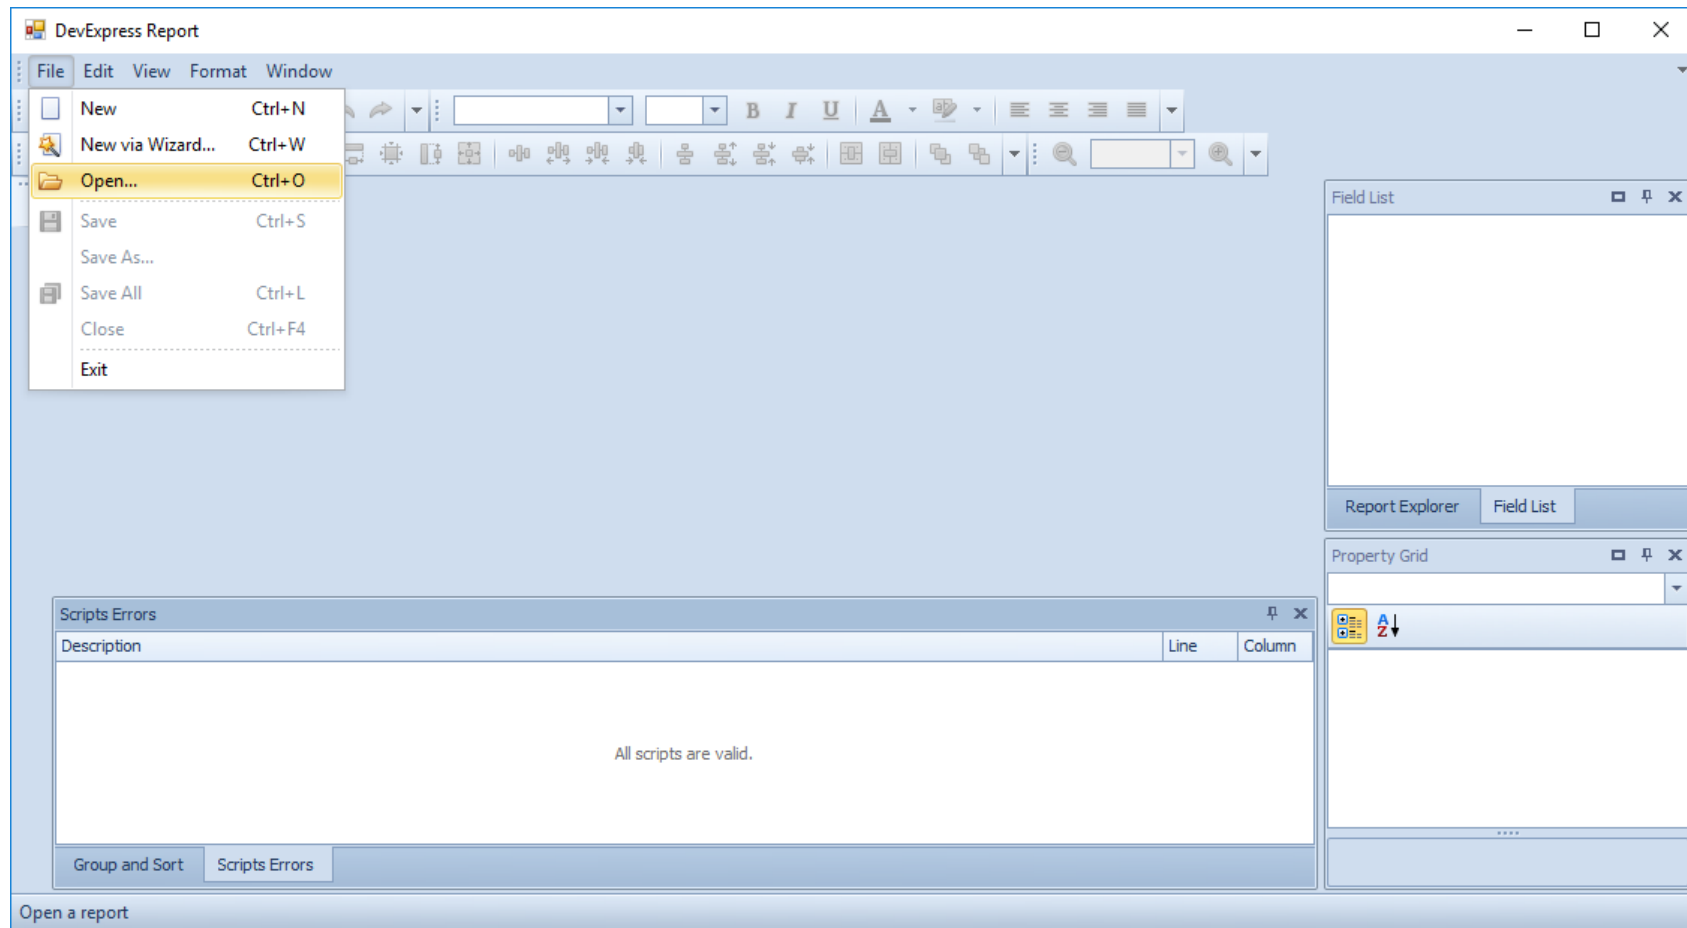 DevExpress Report
File Edit View Format Window
New Ctrl+N
New via Wizard... Ctrl+W
Open... Ctrl+O
Save Ctrl+S
Save As...
Save All Ctrl+L
Close Ctrl+F4
Exit
B I U A ab
Field List
Report Explorer Field List
Property Grid
A
Z
Scripts Errors
Description Line Column
All scripts are valid.
Group and Sort Scripts Errors
Open a report